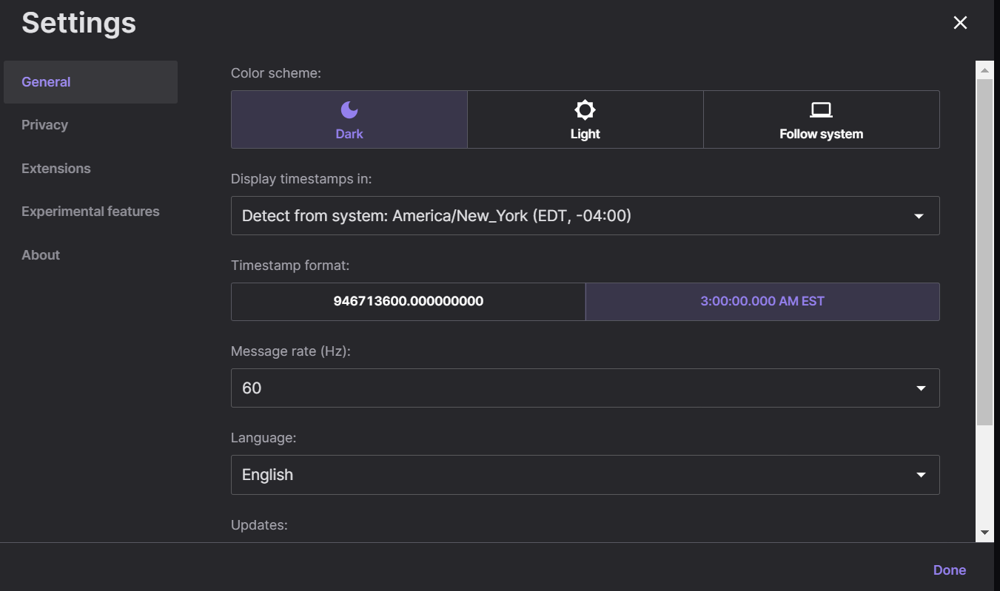 Settings
General
Privacy
Extensions
Experimental features
About
Color scheme:
Dark
Light
Follow system
Display timestamps in:
Detect from system: America/New_York (EDT, -04:00)
Timestamp format:
946713600.000000000
3:00:00.000 AM EST
Message rate (Hz):
60
Language:
English
Updates:
Done